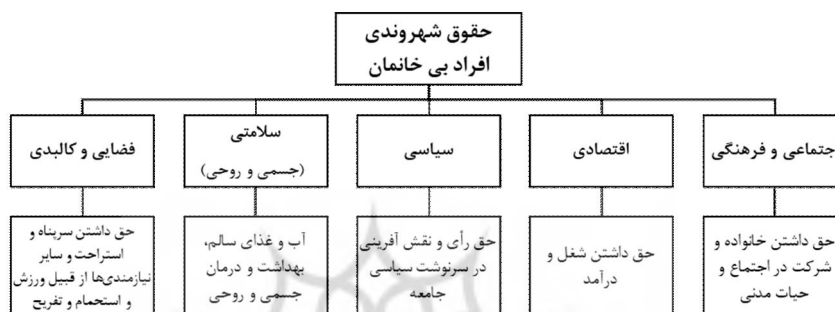 حقوق شهروندی
افراد بی خانمان
جتماعی و فرهنگی
اقتصادی
سیاسی
سلامتی
(جسمی و روحی)
فضایی و کالبدی
حق داشتن خانواده و
شرکت در اجتماع و
حیات مدنی
حق داشتن شغل و
درآمد
حق رأی و نقش آفرینی
در سرنوشت سیاسی
جامعه
آب و غذای سالم،
بهداشت و درمان
جسمی و روحی
حق داشتن سرپناه و
استراحت و سایر
نیازمندی‌ها از قبیل ورزش
و استحمام و تفریح